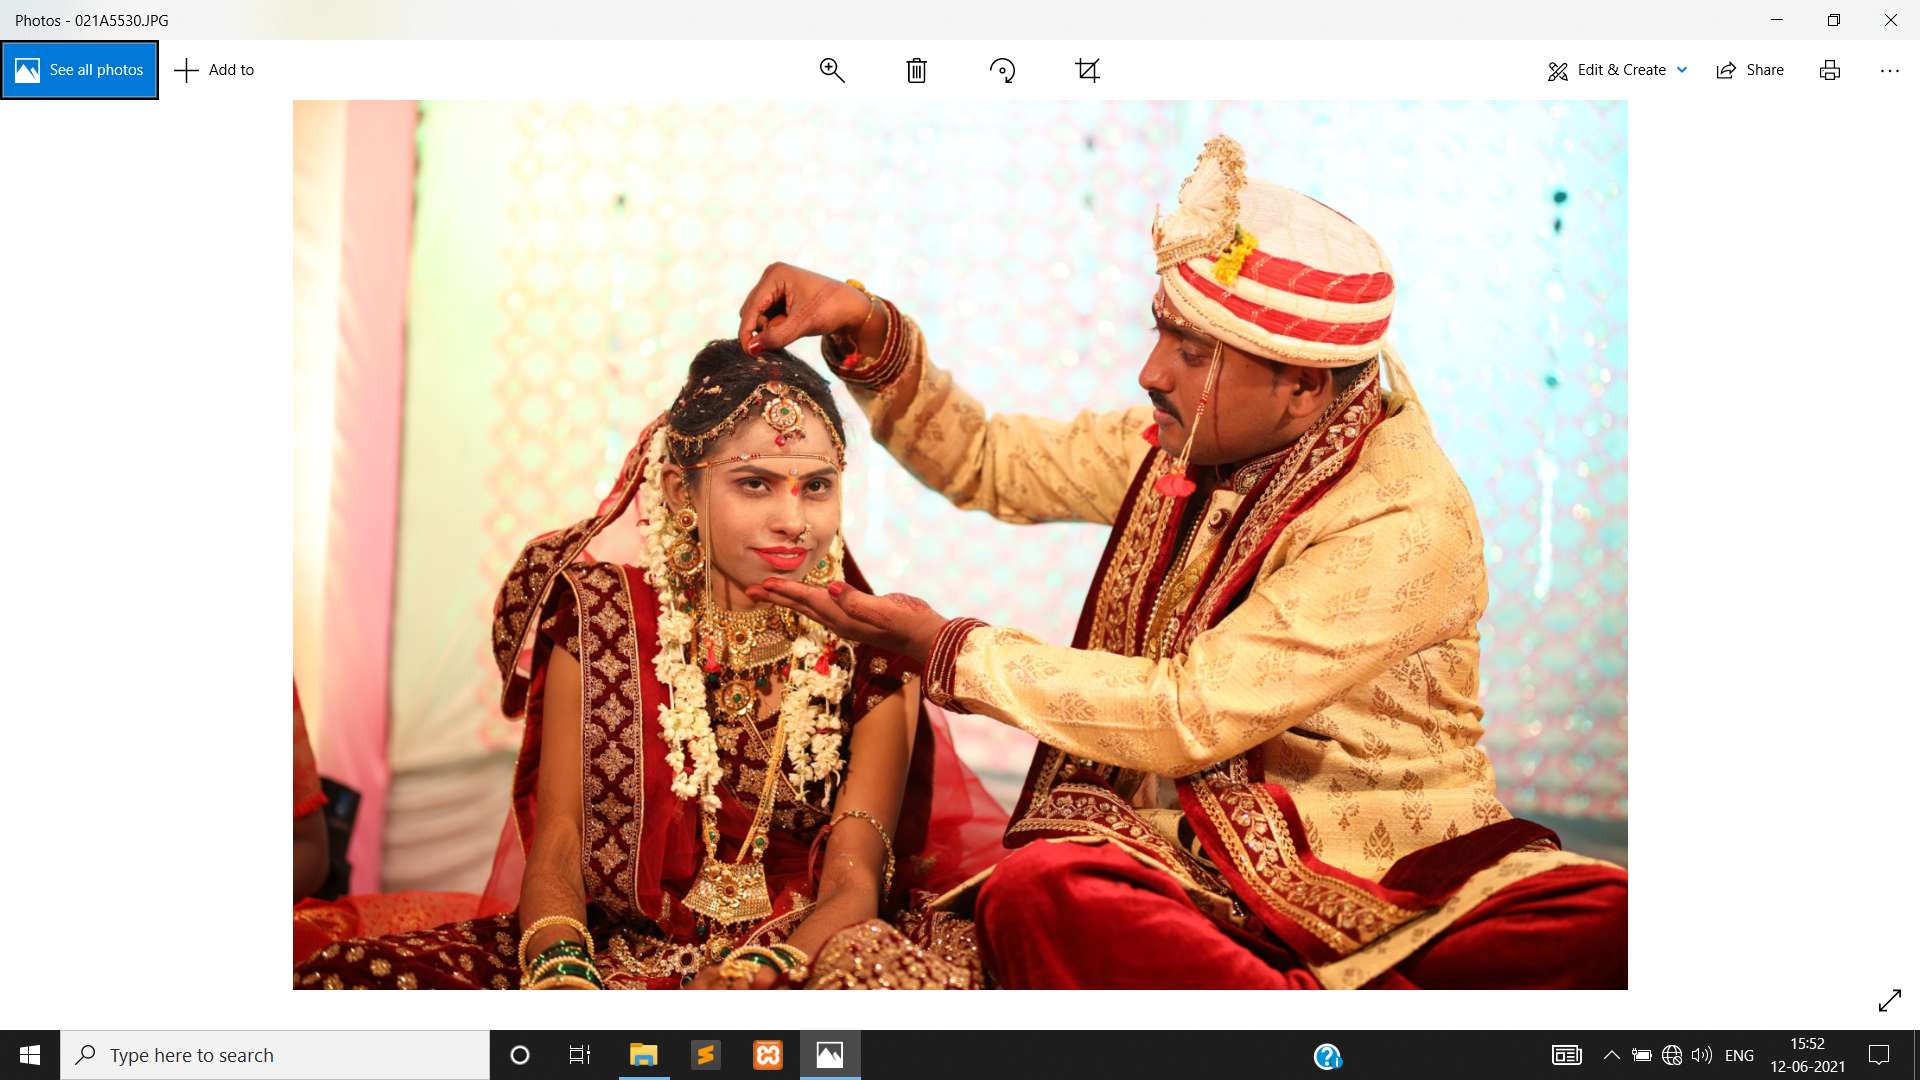 Photos - 021A5530.JPG
See all photos
Add to
Edit & Create
Share
Type here to search
ENG
15:52
12-06-2021